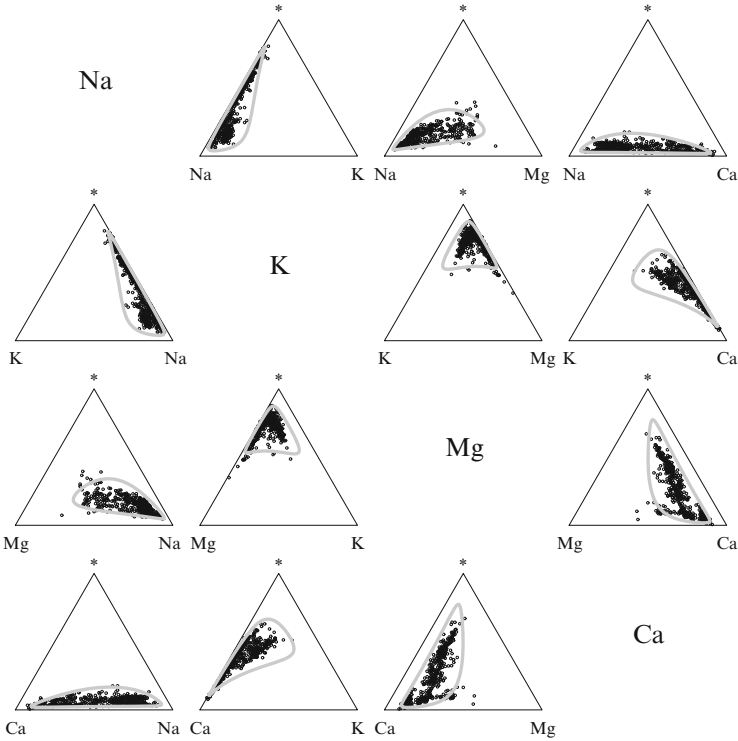 * * *
Na
Na K Na Mg Na Ca
* * *
K
K Na K Mg K Ca
* * *
Mg
Mg Na Mg K Mg Ca
* * *
Ca
Ca Na Ca K Ca Mg